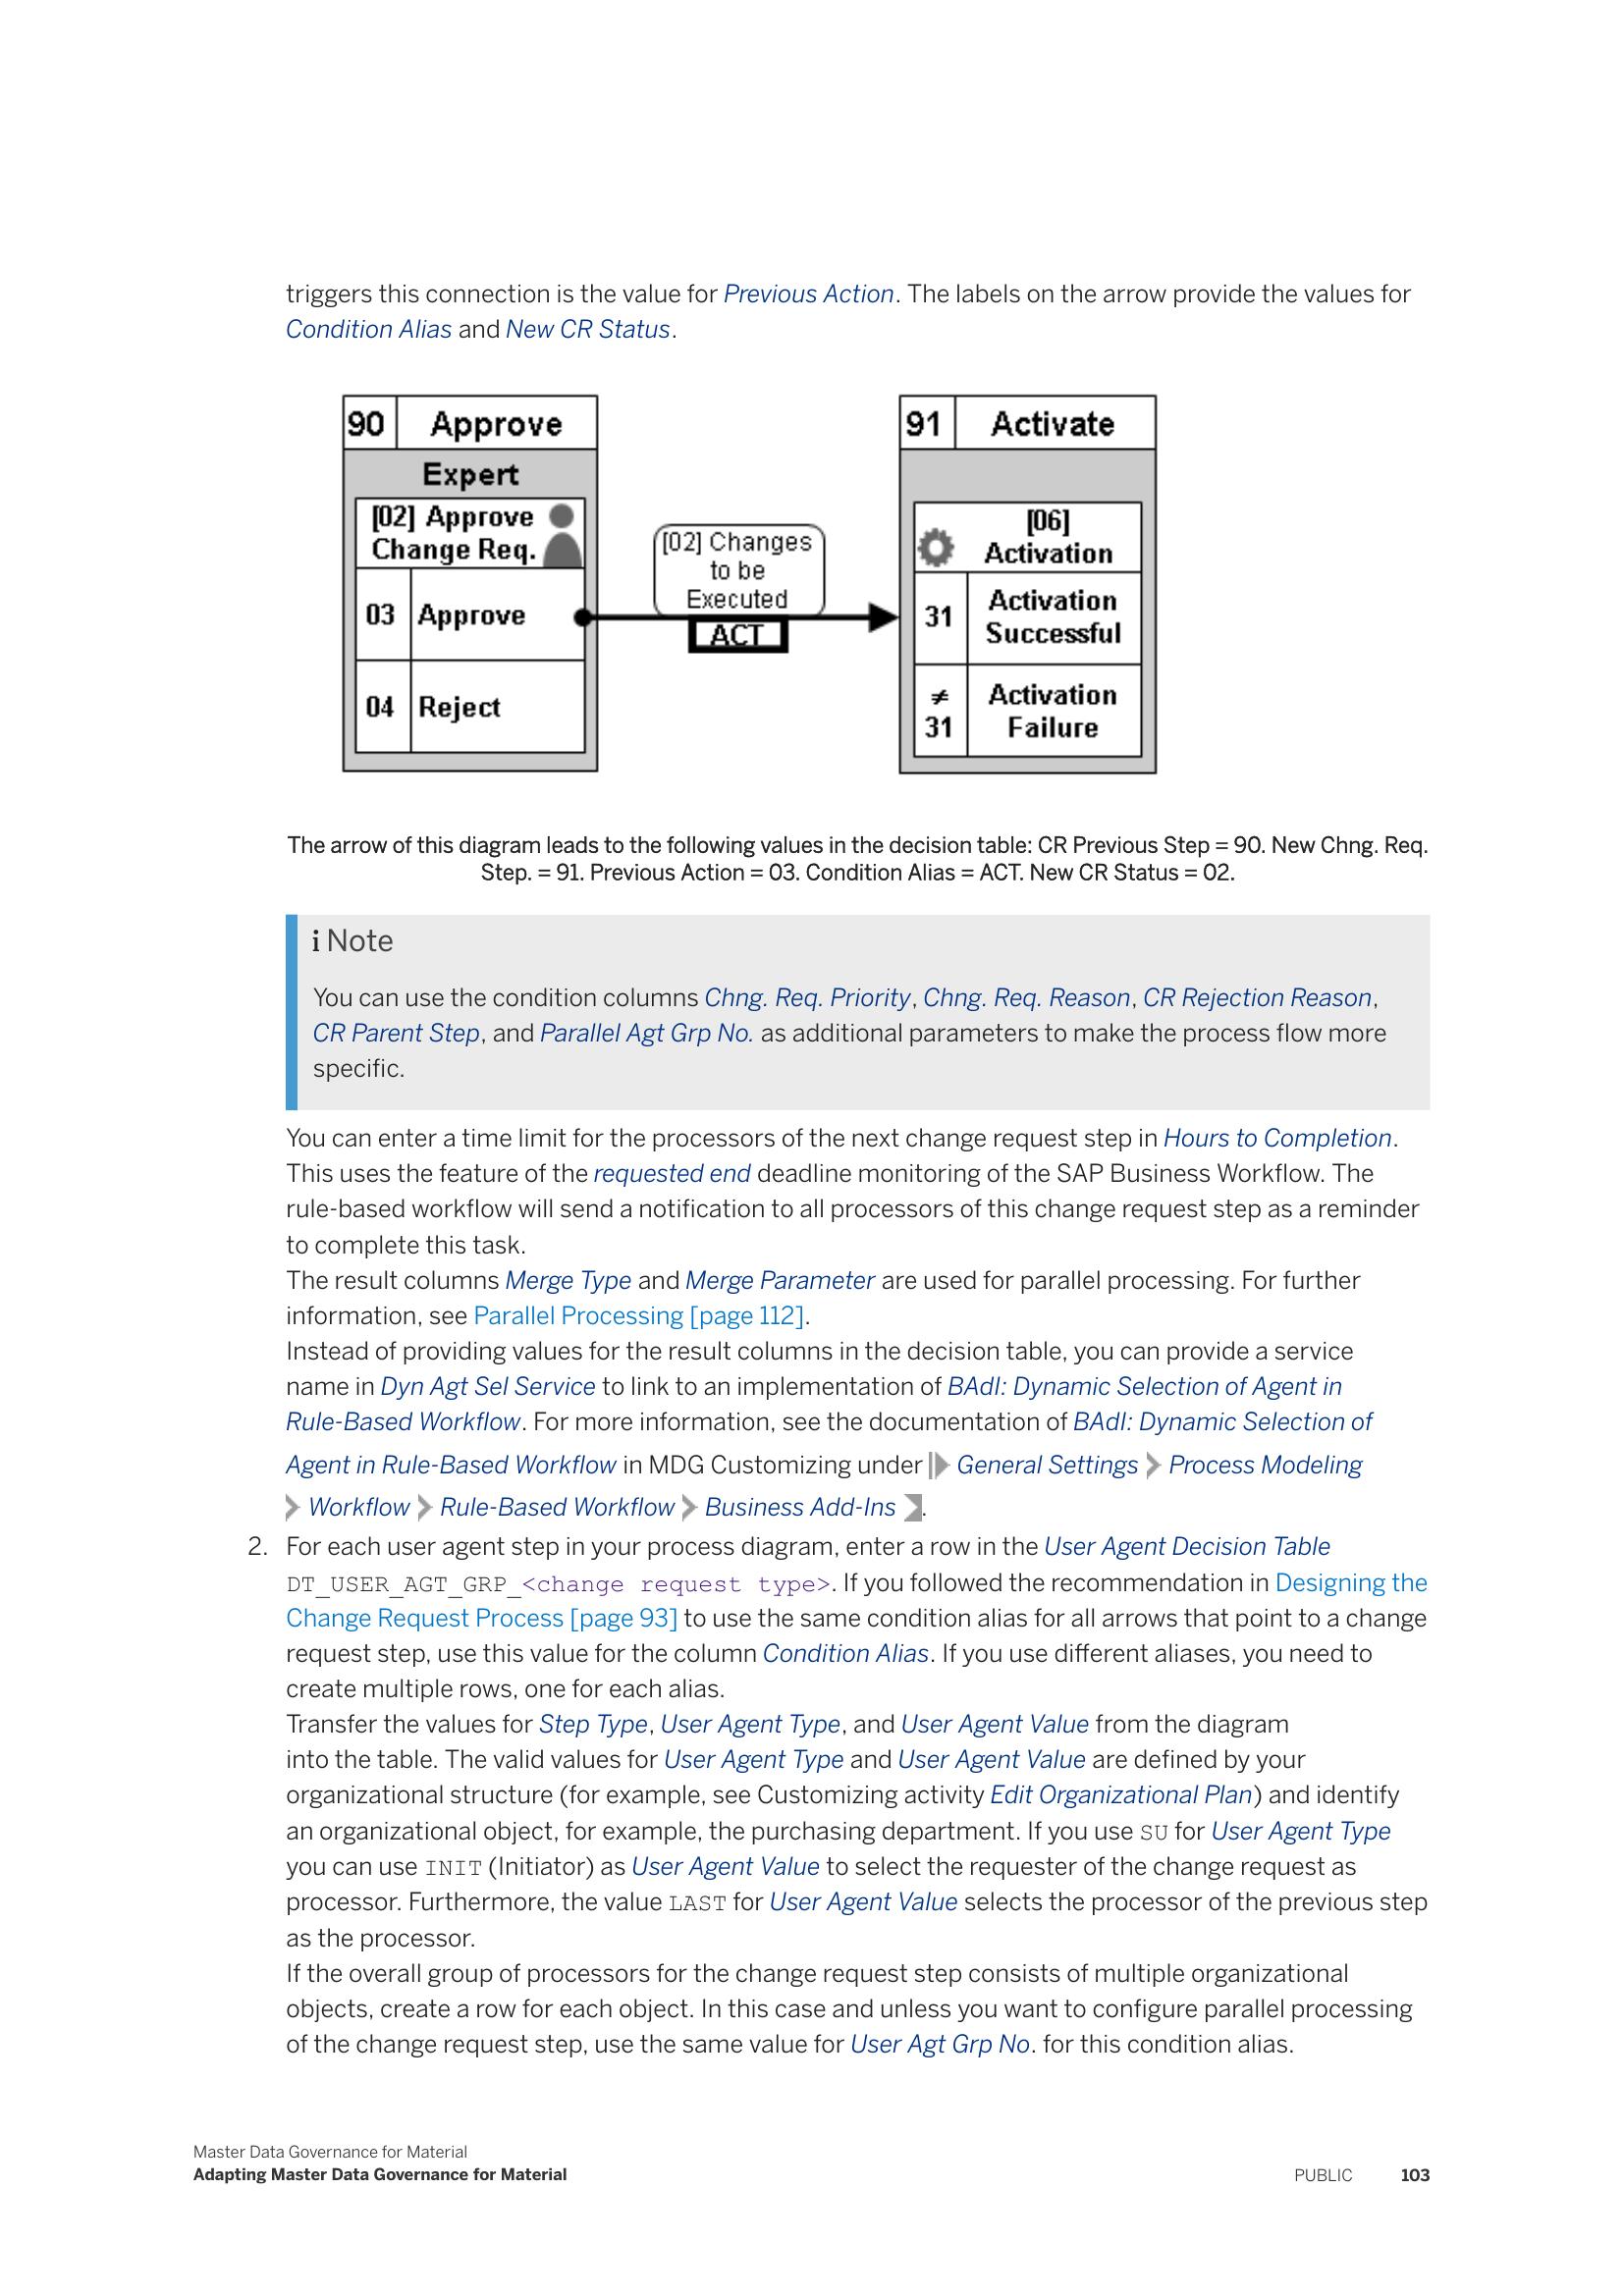 triggers this connection is the value for Previous Action. The labels on the arrow provide the values for
Condition Alias and New CR Status.
90 Approve
Expert
[02] Approve
Change Req.
03 Approve
04 Reject
[02] Changes
to be
Executed
ACT
91 Activate
[06]
Activation
31 Activation
Successful
≠
31
Activation
Failure
The arrow of this diagram leads to the following values in the decision table: CR Previous Step = 90. New Chng. Req.
Step. = 91. Previous Action = 03. Condition Alias = ACT. New CR Status = 02.
i Note
You can use the condition columns Chng. Req. Priority, Chng. Req. Reason, CR Rejection Reason,
CR Parent Step, and Parallel Agt Grp No. as additional parameters to make the process flow more
specific.
You can enter a time limit for the processors of the next change request step in Hours to Completion.
This uses the feature of the requested end deadline monitoring of the SAP Business Workflow. The
rule-based workflow will send a notification to all processors of this change request step as a reminder
to complete this task.
The result columns Merge Type and Merge Parameter are used for parallel processing. For further
information, see Parallel Processing [page 112].
Instead of providing values for the result columns in the decision table, you can provide a service
name in Dyn Agt Sel Service to link to an implementation of BAdI: Dynamic Selection of Agent in
Rule-Based Workflow. For more information, see the documentation of BAdI: Dynamic Selection of
Agent in Rule-Based Workflow in MDG Customizing under General Settings Process Modeling
Workflow Rule-Based Workflow Business Add-Ins .
2. For each user agent step in your process diagram, enter a row in the User Agent Decision Table
DT_USER_AGT_GRP_<change request type>. If you followed the recommendation in Designing the
Change Request Process [page 93] to use the same condition alias for all arrows that point to a change
request step, use this value for the column Condition Alias. If you use different aliases, you need to
create multiple rows, one for each alias.
Transfer the values for Step Type, User Agent Type, and User Agent Value from the diagram
into the table. The valid values for User Agent Type and User Agent Value are defined by your
organizational structure (for example, see Customizing activity Edit Organizational Plan) and identify
an organizational object, for example, the purchasing department. If you use SU for User Agent Type
you can use INIT (Initiator) as User Agent Value to select the requester of the change request as
processor. Furthermore, the value LAST for User Agent Value selects the processor of the previous step
as the processor.
If the overall group of processors for the change request step consists of multiple organizational
objects, create a row for each object. In this case and unless you want to configure parallel processing
of the change request step, use the same value for User Agt Grp No. for this condition alias.
Master Data Governance for Material
Adapting Master Data Governance for Material
PUBLIC 103